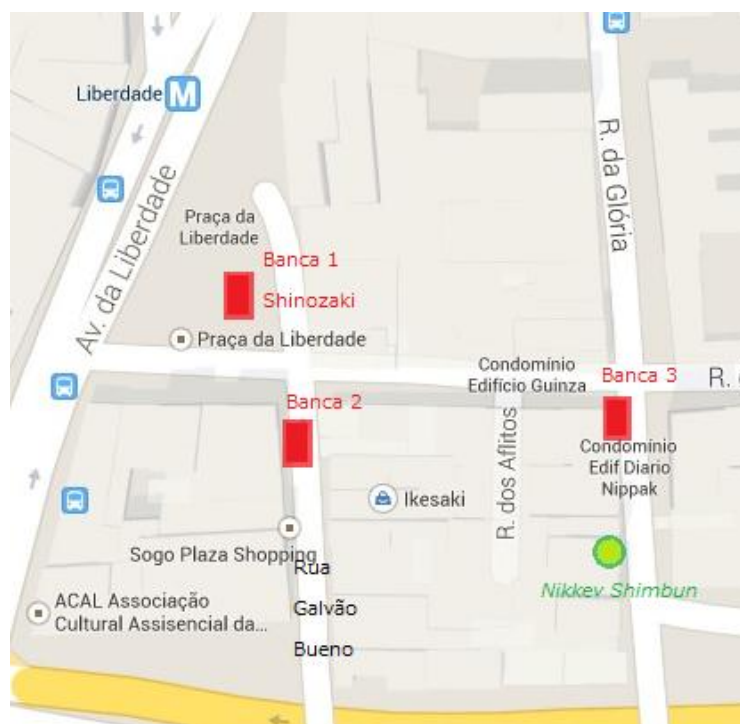 Liberdade M
R. da Glória
Av. da Liberdade
Praça da
Liberdade
Banca 1
Shinozaki
Praça da Liberdade
Condomínio
Edifício Guinza
Banca 3
R.
Banca 2
Condomínio
Edif Diario
Nippak
R. dos Aflitos
Ikesaki
Sogo Plaza Shopping
Nikkey Shimbun
Rua
Galvão
Bueno
ACAL Associação
Cultural Assisencial da...